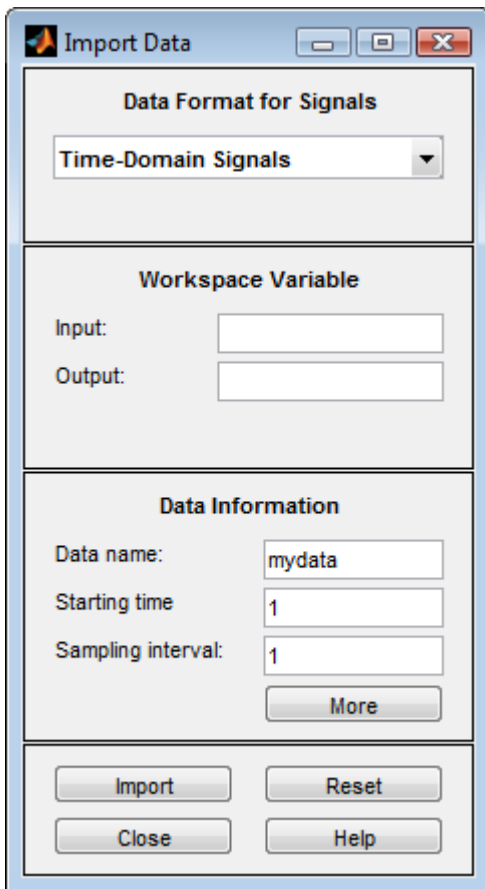 Import Data
Data Format for Signals
Time-Domain Signals
Workspace Variable
Input:
Output:
Data Information
Data name: mydata
Starting time 1
Sampling interval: 1
More
Import Reset
Close Help